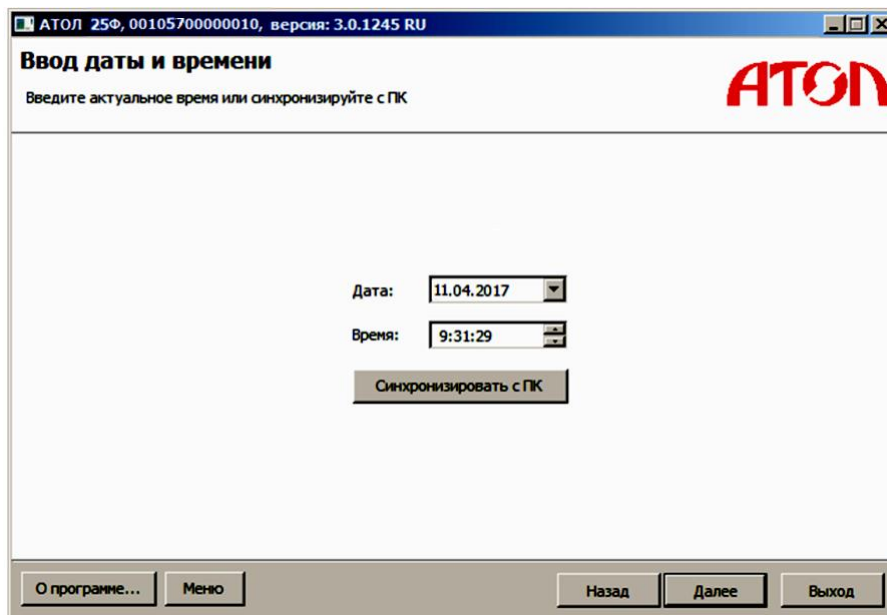 АТОЛ 25Ф, 00105700000010, версия: 3.0.1245 RU
Ввод даты и времени
Введите актуальное время или синхронизируйте с ПК
АТОЛ
Дата: 11.04.2017
Время: 9:31:29
Синхронизировать с ПК
О программе... Меню Назад Далее Выход